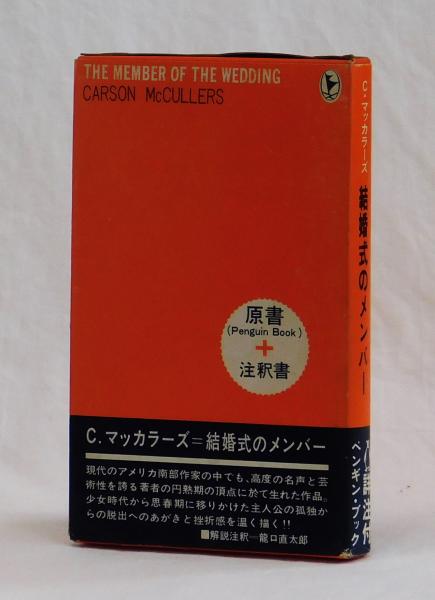 THE MEMBER OF THE WEDDING
CARSON McCULLERS
原書
(Penguin Book)
+
注釈書
C.マッカラーズ=結婚式のメンバー
現代のアメリカ南部作家の中でも、高度の名声と芸
術性を誇る著者の円熟期の頂点に於て生れた作品。
少女時代から思春期に移りかけた主人公の孤独か
らの脱出へのあがきと挫折感を温く描く!!
■解説注釈—龍口直太郎
C・マッカラーズ
結婚式のメンバー
ペンギン・ブック